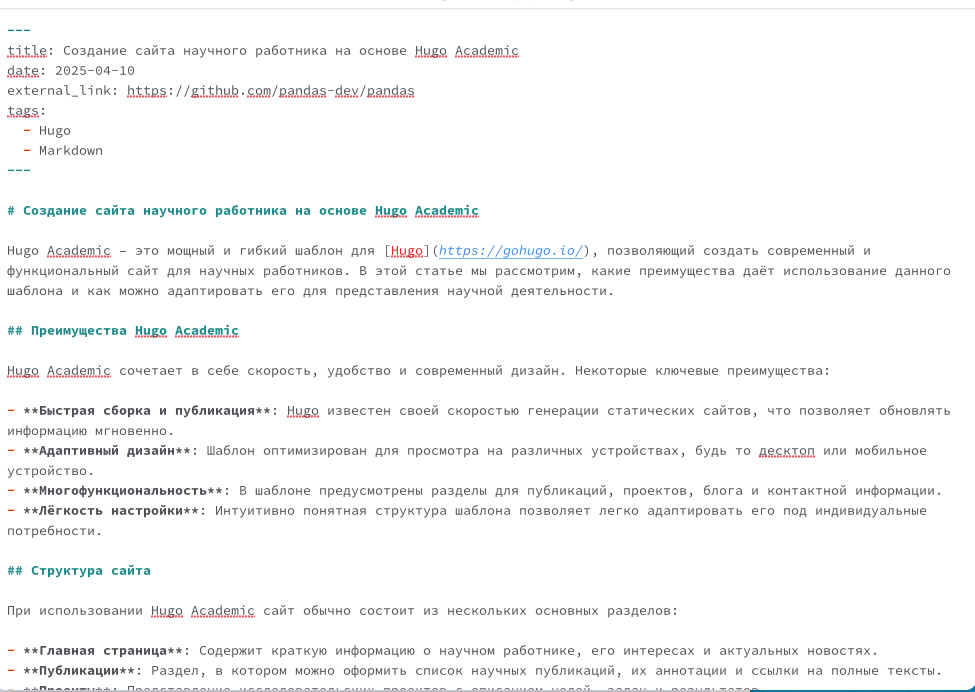 ---
title: Создание сайта научного работника на основе Hugo Academic
date: 2025-04-10
external_link: https://github.com/pandas-dev/pandas
tags:
- Hugo
- Markdown
---
# Создание сайта научного работника на основе Hugo Academic
Hugo Academic – это мощный и гибкий шаблон для [Hugo](https://gohugo.io/), позволяющий создать современный и
функциональный сайт для научных работников. В этой статье мы рассмотрим, какие преимущества даёт использование данного
шаблона и как можно адаптировать его для представления научной деятельности.
## Преимущества Hugo Academic
Hugo Academic сочетает в себе скорость, удобство и современный дизайн. Некоторые ключевые преимущества:
- **Быстрая сборка и публикация**: Hugo известен своей скоростью генерации статических сайтов, что позволяет обновлять
информацию мгновенно.
- **Адаптивный дизайн**: Шаблон оптимизирован для просмотра на различных устройствах, будь то десктоп или мобильное
устройство.
- **Многофункциональность**: В шаблоне предусмотрены разделы для публикаций, проектов, блога и контактной информации.
- **Лёгкость настройки**: Интуитивно понятная структура шаблона позволяет легко адаптировать его под индивидуальные
потребности.
## Структура сайта
При использовании Hugo Academic сайт обычно состоит из нескольких основных разделов:
- **Главная страница**: Содержит краткую информацию о научном работнике, его интересах и актуальных новостях.
- **Публикации**: Раздел, в котором можно оформить список научных публикаций, их аннотации и ссылки на полные тексты.
- **Проекты**: Представление исследовательских проектов с описанием целей, задач и результатов